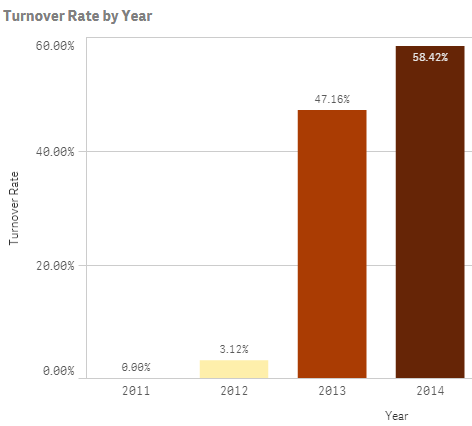 Turnover Rate by Year
60.00%
58.42%
47.16%
40.00%
Turnover Rate
20.00%
3.12%
0.00%
0.00%
2011 2012 2013 2014
Year